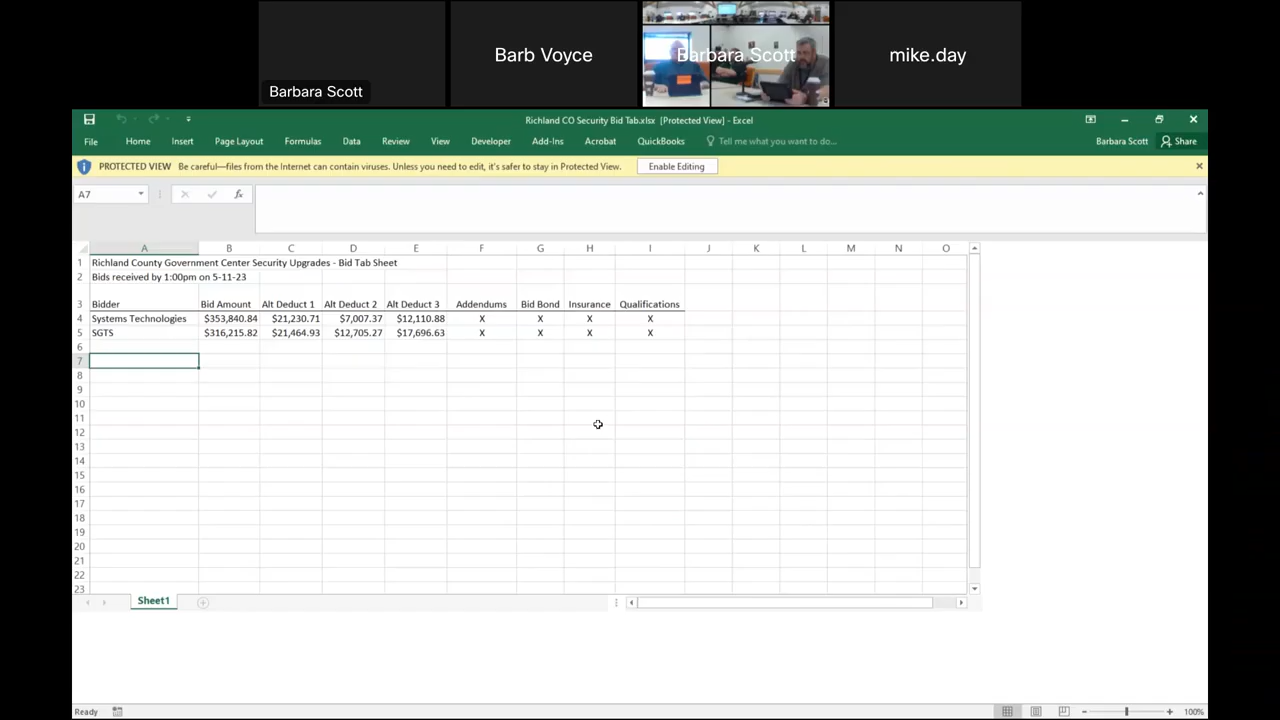 Barbara Scott
Barb Voyce
Barbara Scott
mike.day
Richland CO Security Bid Tab.xlsx [Protected View] - Excel
File Home Insert Page Layout Formulas Data Review View Developer Add-Ins Acrobat QuickBooks Tell me what you want to do... Barbara Scott Share
PROTECTED VIEW Be careful—files from the Internet can contain viruses. Unless you need to edit, it's safer to stay in Protected View. Enable Editing
A7 fx
A B C D E F G H I J K L M N O
1 Richland County Government Center Security Upgrades - Bid Tab Sheet
2 Bids received by 1:00pm on 5-11-23
3 Bidder Bid Amount Alt Deduct 1 Alt Deduct 2 Alt Deduct 3 Addendums Bid Bond Insurance Qualifications
4 Systems Technologies $353,840.84 $21,230.71 $7,007.37 $12,110.88 X X X X
5 SGTS $316,215.82 $21,464.93 $12,705.27 $17,696.63 X X X X
6
7
8
9
10
11
12
13
14
15
16
17
18
19
20
21
22
23
Sheet1
Ready 100%